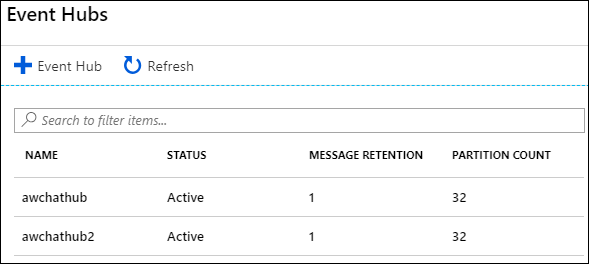 Event Hubs
Event Hub Refresh
Search to filter items...
NAME STATUS MESSAGE RETENTION PARTITION COUNT
awchathub Active 1 32
awchathub2 Active 1 32